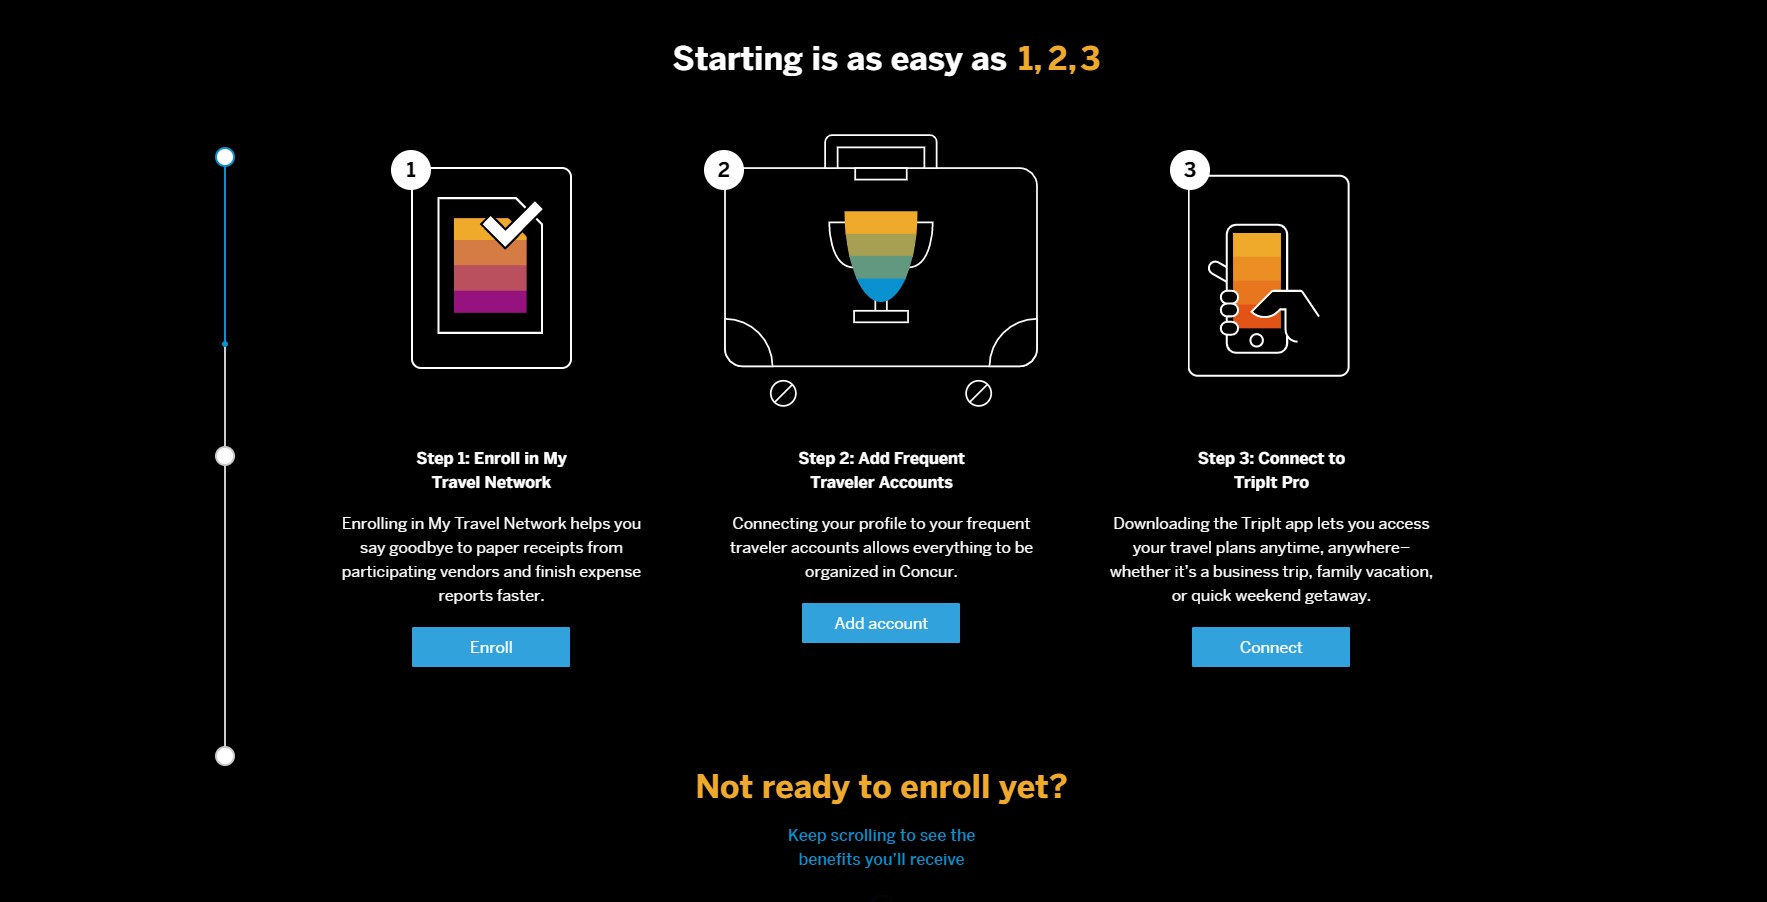 Starting is as easy as 1, 2, 3
1
2
3
Step 1: Enroll in My
Travel Network
Enrolling in My Travel Network helps you
say goodbye to paper receipts from
participating vendors and finish expense
reports faster.
Enroll
Step 2: Add Frequent
Traveler Accounts
Connecting your profile to your frequent
traveler accounts allows everything to be
organized in Concur.
Add account
Step 3: Connect to
TripIt Pro
Downloading the TripIt app lets you access
your travel plans anytime, anywhere–
whether it’s a business trip, family vacation,
or quick weekend getaway.
Connect
Not ready to enroll yet?
Keep scrolling to see the
benefits you’ll receive